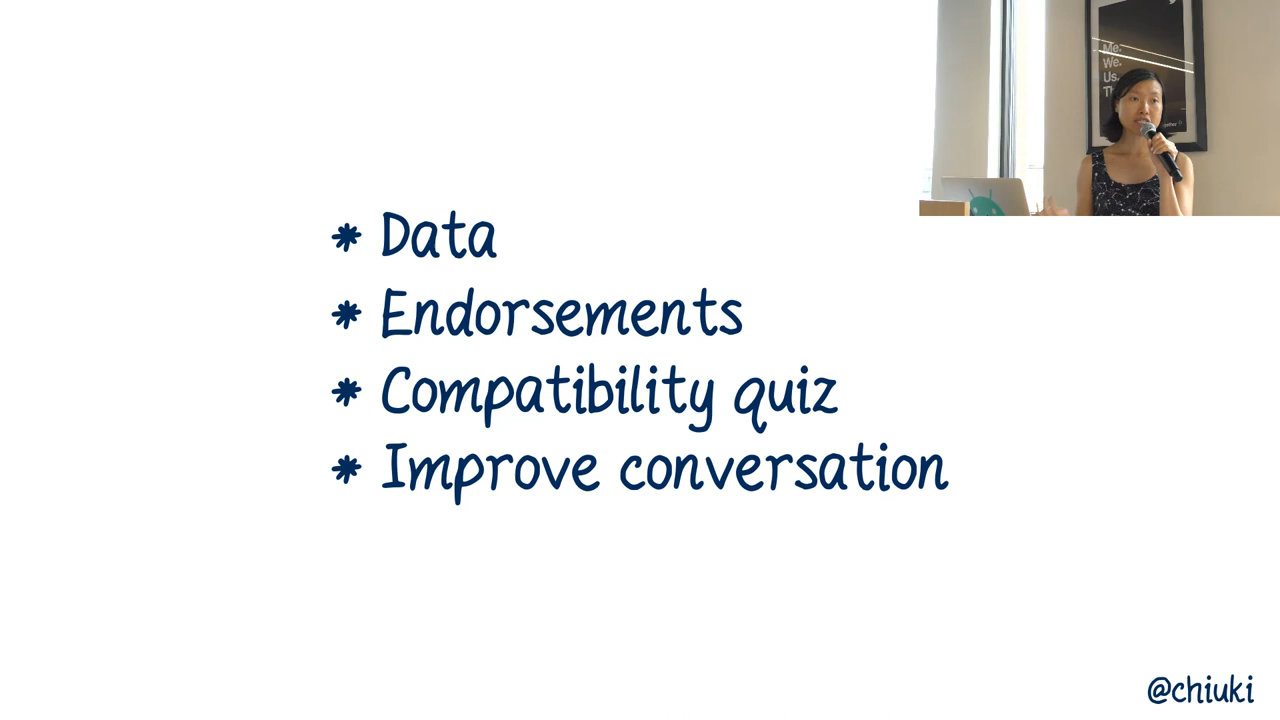 Me.
We.
Us.
* Data
* Endorsements
* Compatibility quiz
* Improve conversation
@chiuki